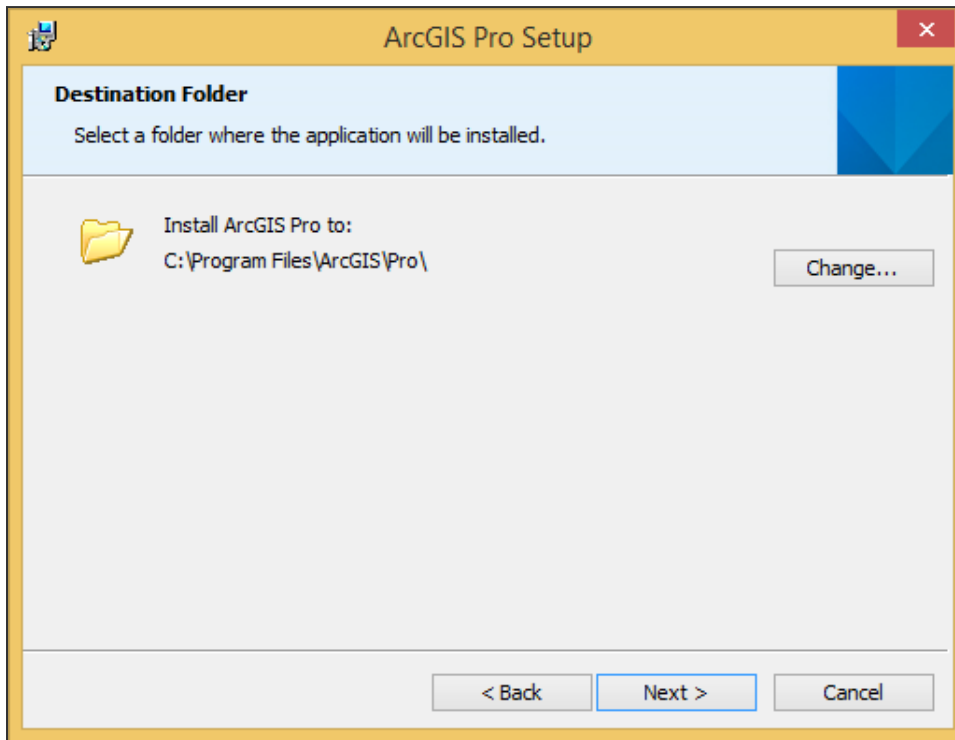 ArcGIS Pro Setup
Destination Folder
Select a folder where the application will be installed.
Install ArcGIS Pro to:
C:\Program Files\ArcGIS\Pro\
Change...
< Back
Next >
Cancel